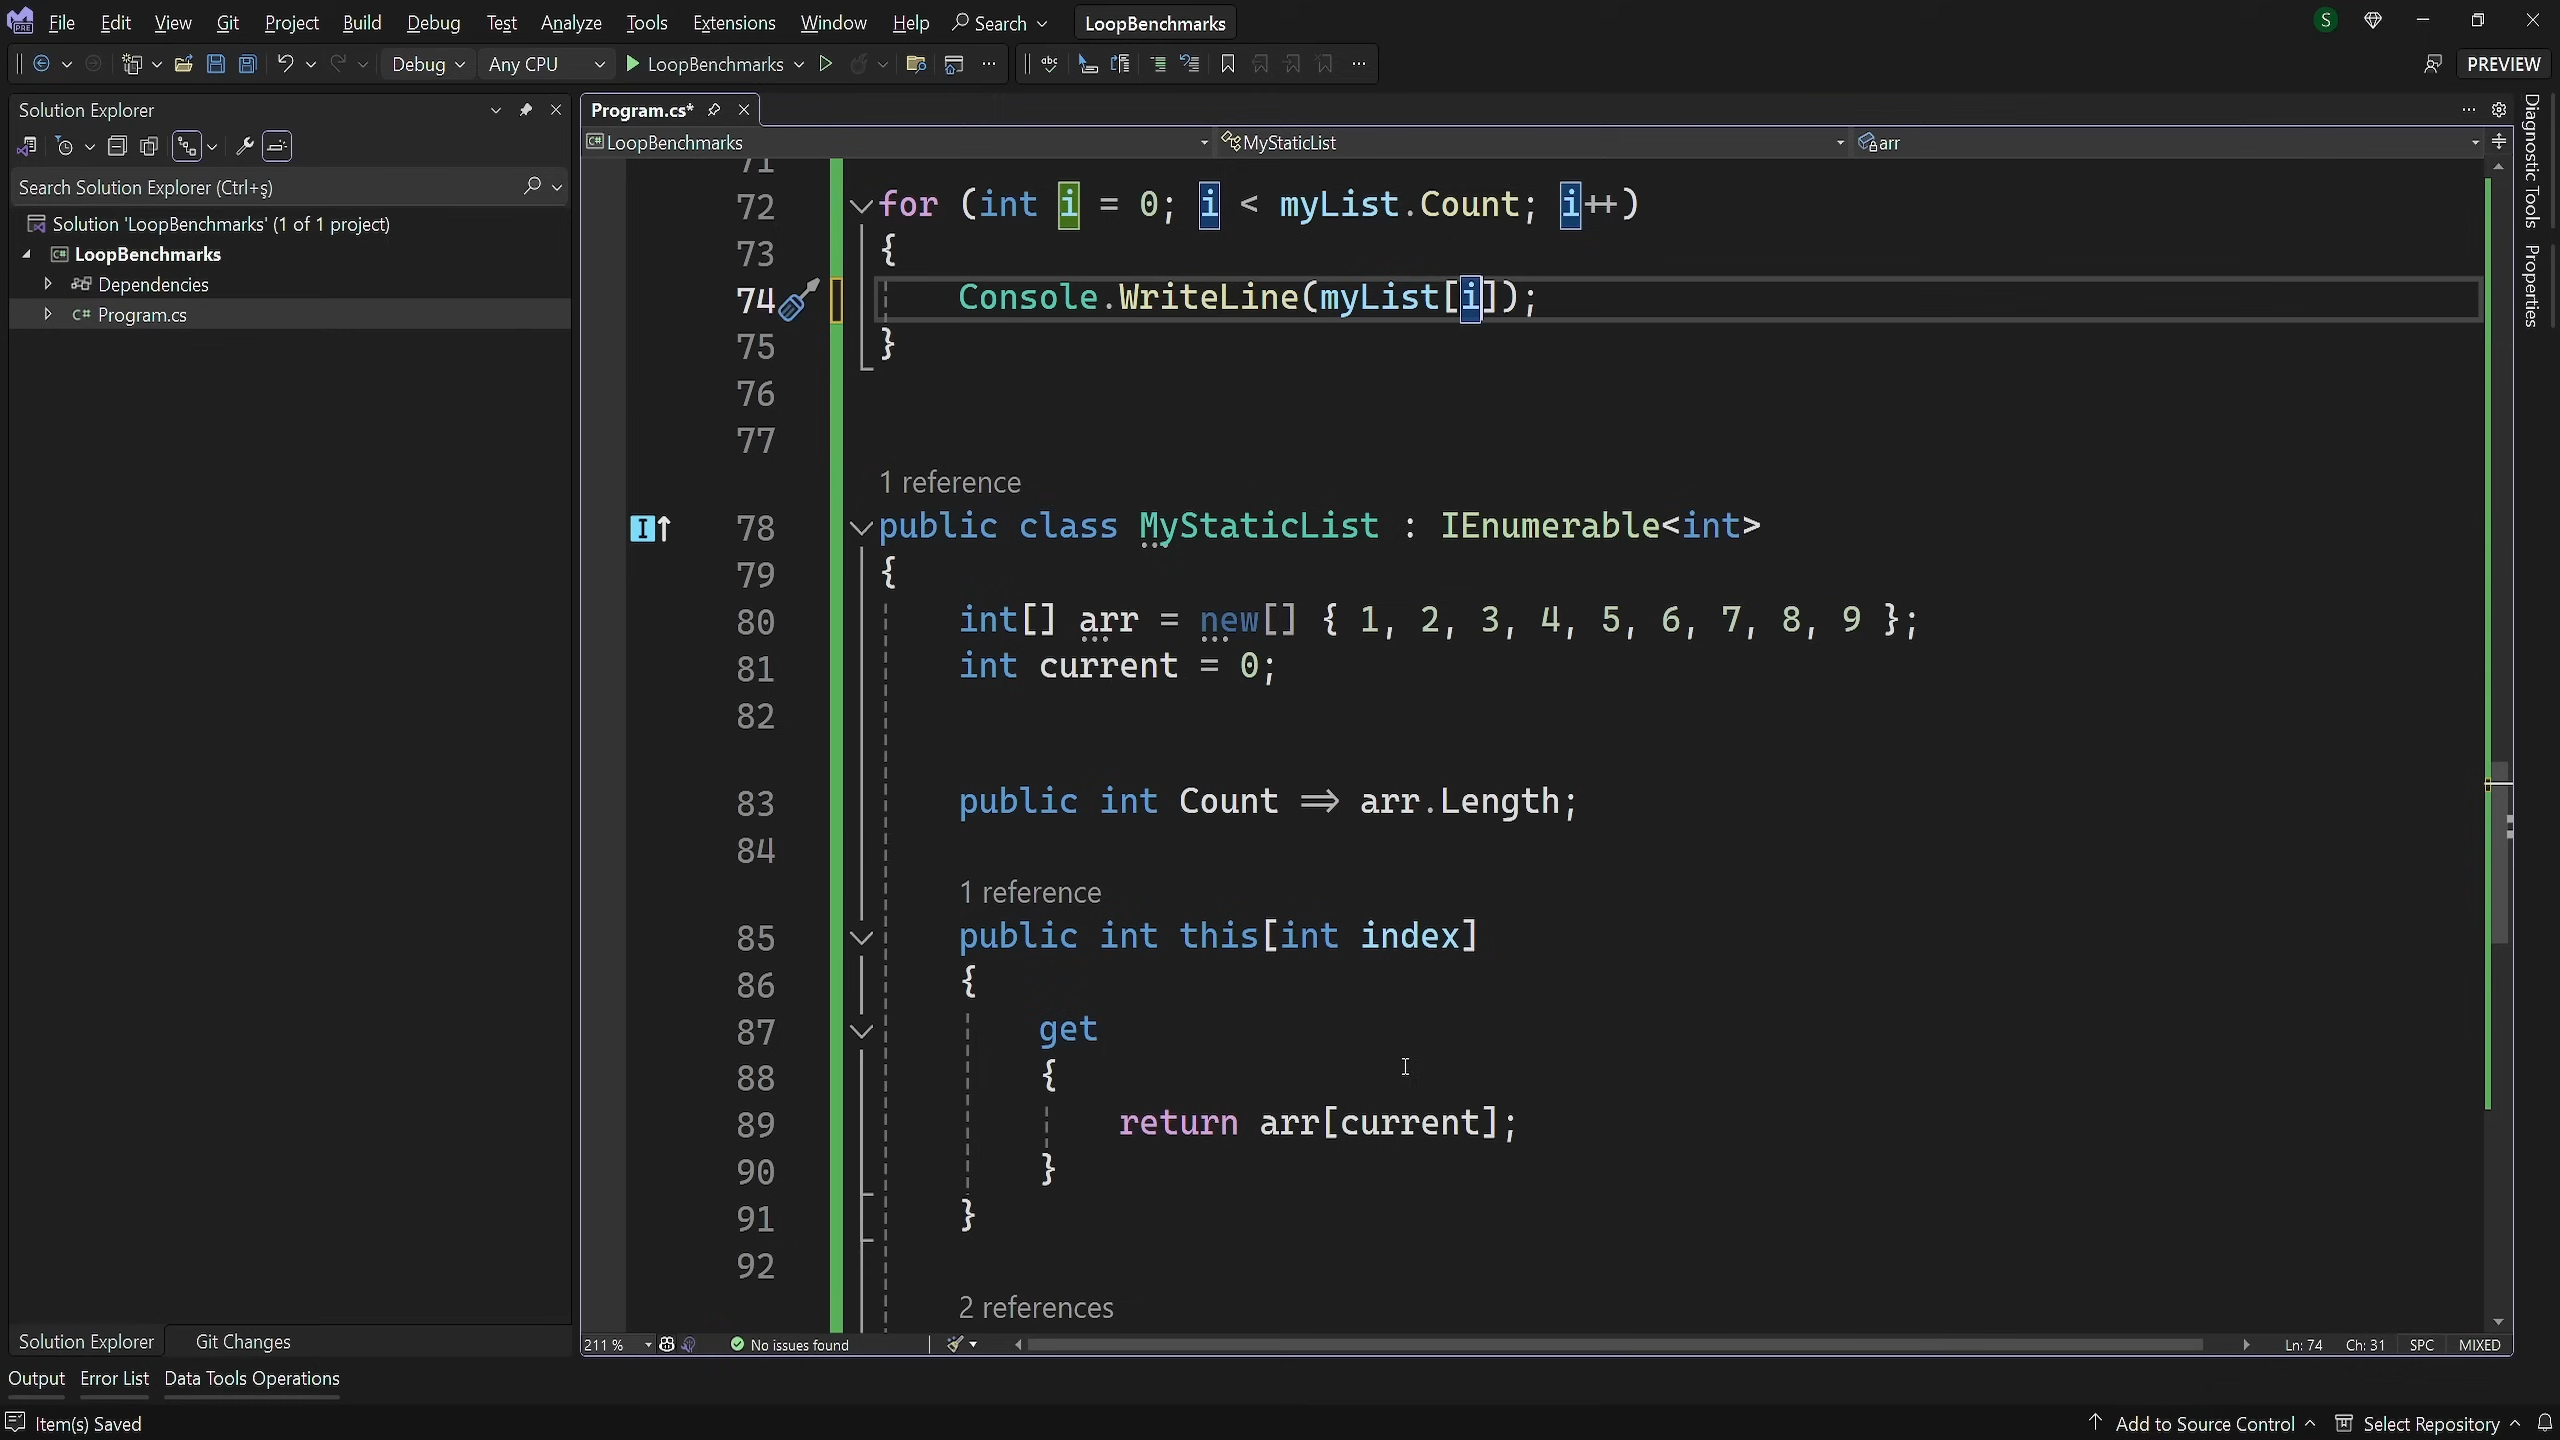 File Edit View Git Project Build Debug Test Analyze Tools Extensions Window Help Search LoopBenchmarks S
Debug Any CPU LoopBenchmarks PREVIEW
Solution Explorer
Search Solution Explorer (Ctrl+ş)
Solution 'LoopBenchmarks' (1 of 1 project)
LoopBenchmarks
Dependencies
C# Program.cs
Program.cs*
C# LoopBenchmarks MyStaticList arr
71
72 for (int i = 0; i < myList.Count; i++)
73 {
74 Console.WriteLine(myList[i]);
75 }
76
77
1 reference
78 public class MyStaticList : IEnumerable<int>
79 {
80 int[] arr = new[] { 1, 2, 3, 4, 5, 6, 7, 8, 9 };
81 int current = 0;
82
83 public int Count => arr.Length;
84
1 reference
85 public int this[int index]
86 {
87 get
88 {
89 return arr[current];
90 }
91 }
92
2 references
211 % No issues found Ln: 74 Ch: 31 SPC MIXED
Diagnostic Tools
Properties
Solution Explorer Git Changes
Output Error List Data Tools Operations
Item(s) Saved Add to Source Control Select Repository